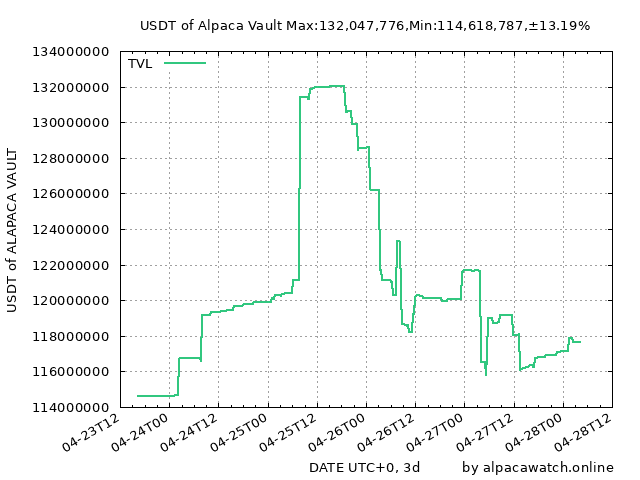 USDT of Alpaca Vault Max:132,047,776,Min:114,618,787,±13.19%
134000000
TVL
132000000
130000000
128000000
126000000
124000000
122000000
120000000
118000000
116000000
114000000
USDT of ALAPACA VAULT
04-23T12
04-24T00
04-24T12
04-25T00
04-25T12
04-26T00
04-26T12
04-27T00
04-27T12
04-28T00
04-28T12
DATE UTC+0, 3d
by alpacawatch.online